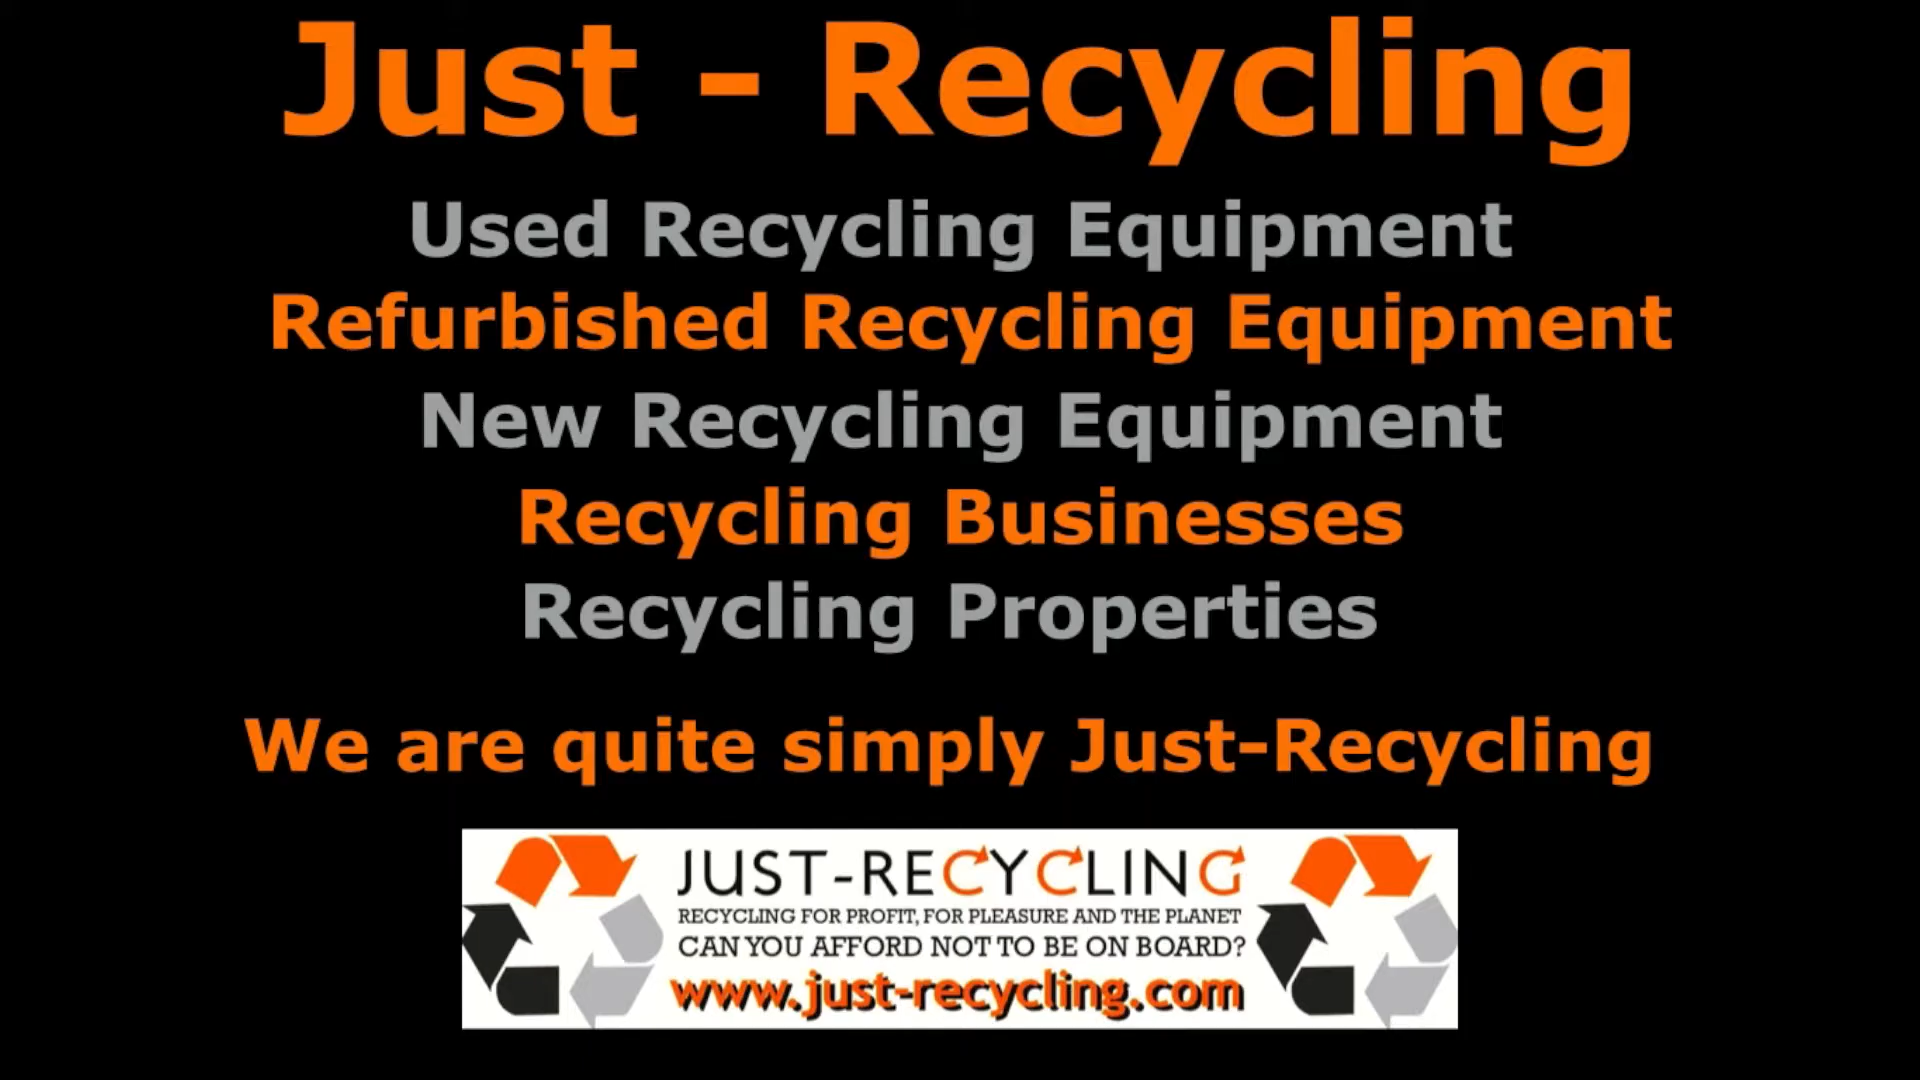 Just - Recycling
Used Recycling Equipment
Refurbished Recycling Equipment
New Recycling Equipment
Recycling Businesses
Recycling Properties
We are quite simply Just-Recycling
JUST-RECYCLING
RECYCLING FOR PROFIT, FOR PLEASURE AND THE PLANET
CAN YOU AFFORD NOT TO BE ON BOARD?
www.just-recycling.com